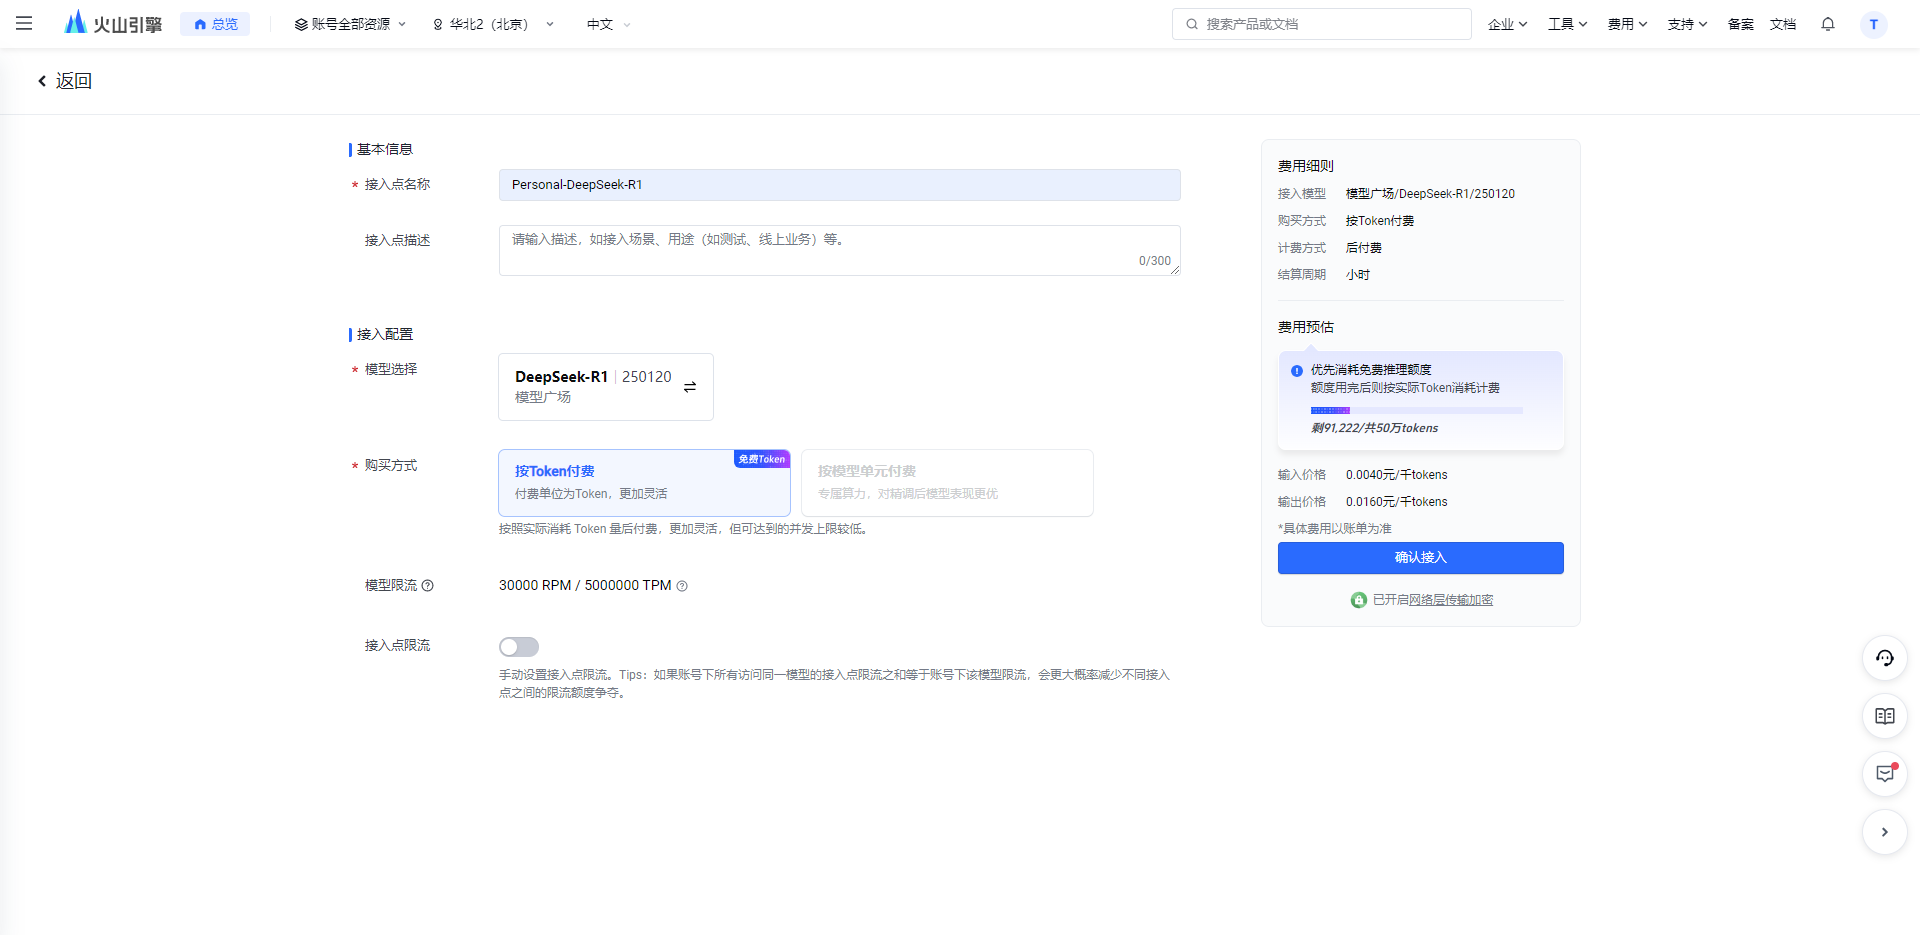 火山引擎
总览
账号全部资源
华北2（北京）
中文
搜索产品或文档
企业
工具
费用
支持
备案
文档
T
返回
基本信息
* 接入点名称
Personal-DeepSeek-R1
接入点描述
请输入描述，如接入场景、用途（如测试、线上业务）等。
0/300
接入配置
* 模型选择
DeepSeek-R1 | 250120
模型广场
* 购买方式
按Token付费
免费Token
付费单位为Token，更加灵活
按模型单元付费
专属算力，对精调后模型表现更优
按照实际消耗 Token 量后付费，更加灵活，但可达到的并发上限较低。
模型限流
30000 RPM / 5000000 TPM
接入点限流
手动设置接入点限流。Tips：如果账号下所有访问同一模型的接入点限流之和等于账号下该模型限流，会更大概率减少不同接入
点之间的限流额度争夺。
费用细则
接入模型 模型广场/DeepSeek-R1/250120
购买方式 按Token付费
计费方式 后付费
结算周期 小时
费用预估
优先消耗免费推理额度
额度用完后则按实际Token消耗计费
剩91,222/共50万tokens
输入价格 0.0040元/千tokens
输出价格 0.0160元/千tokens
*具体费用以账单为准
确认接入
已开启网络层传输加密